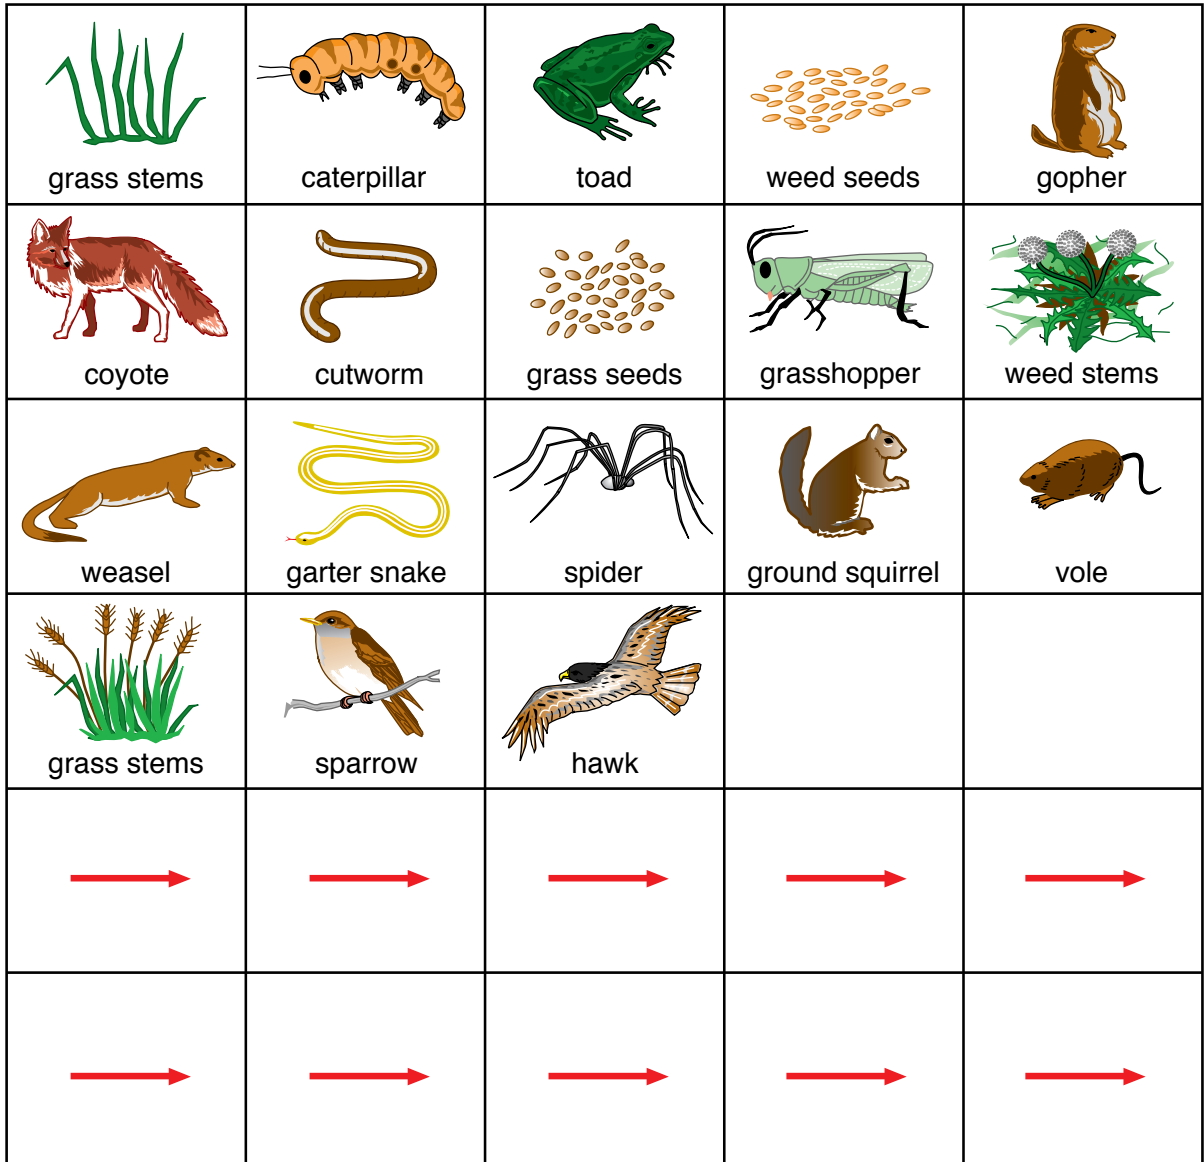 grass stems
caterpillar
toad
weed seeds
gopher
coyote
cutworm
grass seeds
grasshopper
weed stems
weasel
garter snake
spider
ground squirrel
vole
grass stems
sparrow
hawk